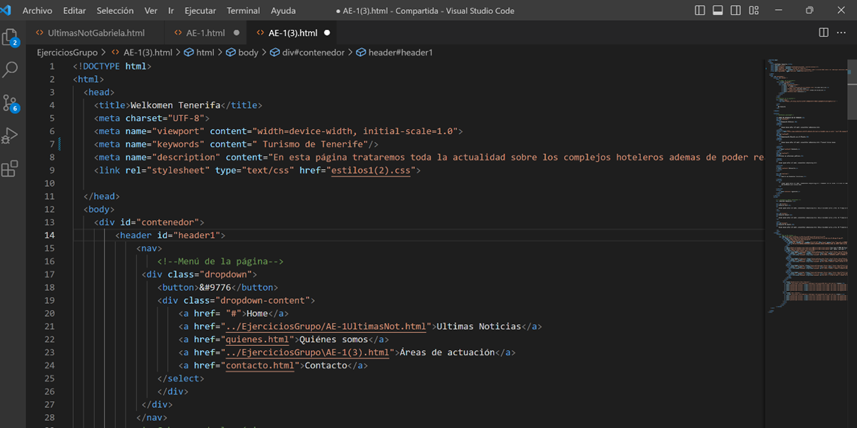 Archivo Editar Selección Ver Ir Ejecutar Terminal Ayuda
● AE-1(3).html - Compartida - Visual Studio Code
UltimasNotGabriela.html
AE-1.html ●
AE-1(3).html ●
EjerciciosGrupo > AE-1(3).html > html > body > div#contenedor > header#header1
2
6
1 <!DOCTYPE html>
2 <html>
3 <head>
4 <title>Welkomen Tenerifa</title>
5 <meta charset="UTF-8">
6 <meta name="viewport" content="width=device-width, initial-scale=1.0">
7 <meta name="keywords" content=" Turismo de Tenerife"/>
8 <meta name="description" content="En esta página trataremos toda la actualidad sobre los complejos hoteleros ademas de poder re
9 <link rel="stylesheet" type="text/css" href="estilos1(2).css">
10
11 </head>
12 <body>
13 <div id="contenedor">
14 <header id="header1">
15 <nav>
16 <!--Menú de la página-->
17 <div class="dropdown">
18 <button>&#9776</button>
19 <div class="dropdown-content">
20 <a href= "#">Home</a>
21 <a href="../EjerciciosGrupo/AE-1UltimasNot.html">Ultimas Noticias</a>
22 <a href="quienes.html">Quiénes somos</a>
23 <a href="../EjerciciosGrupo\AE-1(3).html">Áreas de actuación</a>
24 <a href="contacto.html">Contacto</a>
25 </select>
26 </div>
27 </div>
28 </nav>